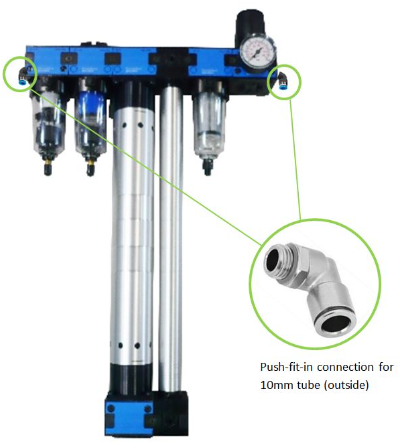 Push-fit-in connection for
10mm tube (outside)